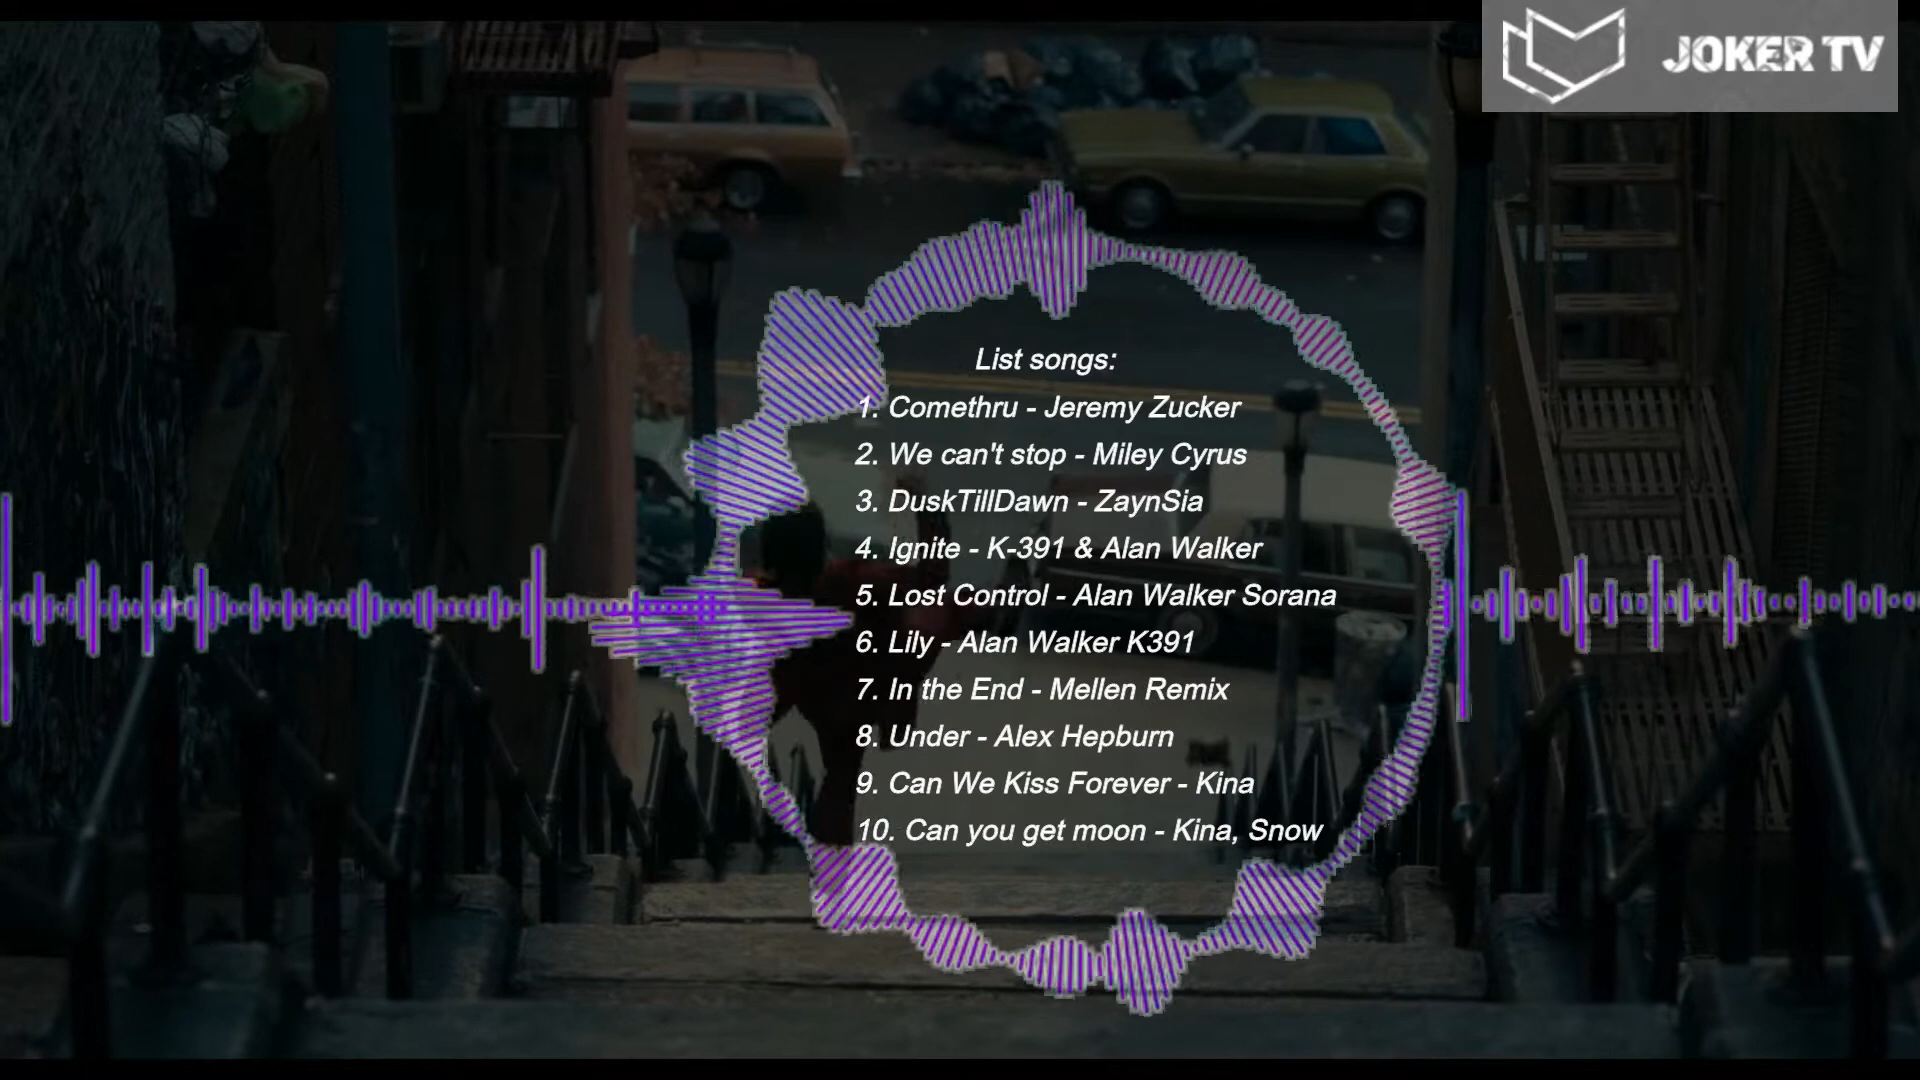 JOKER TV
List songs:
1. Comethru - Jeremy Zucker
2. We can't stop - Miley Cyrus
3. DuskTillDawn - ZaynSia
4. Ignite - K-391 & Alan Walker
5. Lost Control - Alan Walker Sorana
6. Lily - Alan Walker K391
7. In the End - Mellen Remix
8. Under - Alex Hepburn
9. Can We Kiss Forever - Kina
10. Can you get moon - Kina, Snow